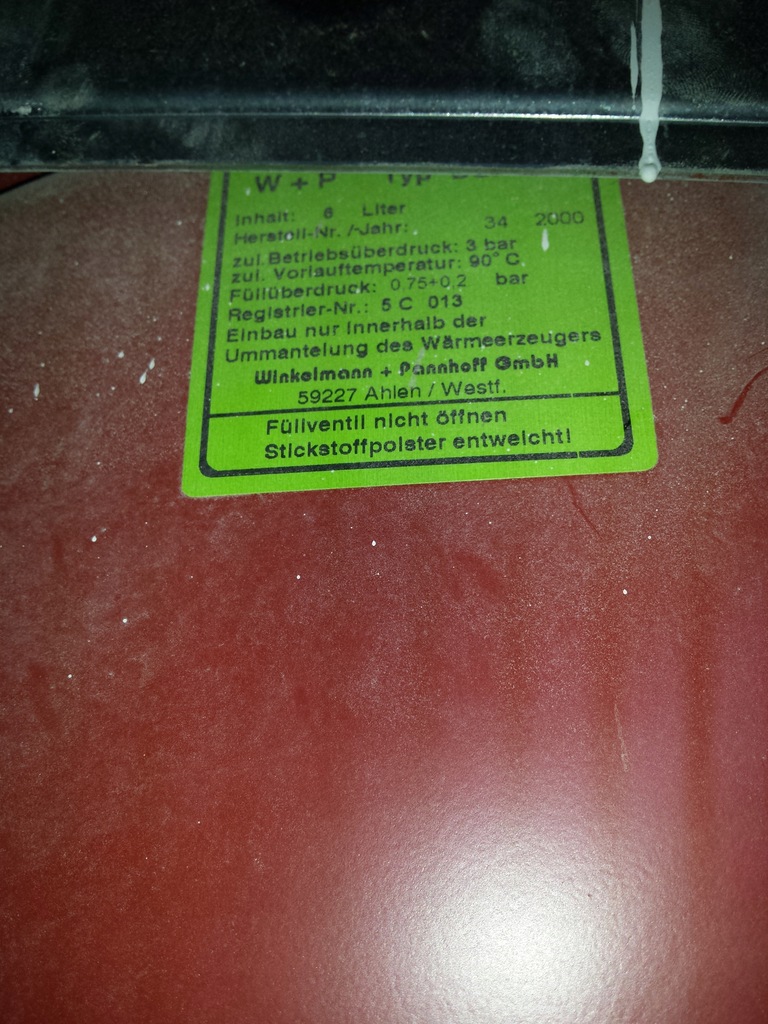 W + P Typ
Inhalt: 6 Liter
Herstell-Nr. /-Jahr: 34 2000
zul. Betriebsüberdruck: 3 bar
zul. Vorlauftemperatur: 90° C
Füllüberdruck: 0,75+0,2 bar
Registrier-Nr.: 5 C 013
Einbau nur innerhalb der
Ummantelung des Wärmeerzeugers
Winkelmann + Pannhoff GmbH
59227 Ahlen / Westf.
Füllventil nicht öffnen
Stickstoffpolster entweicht!